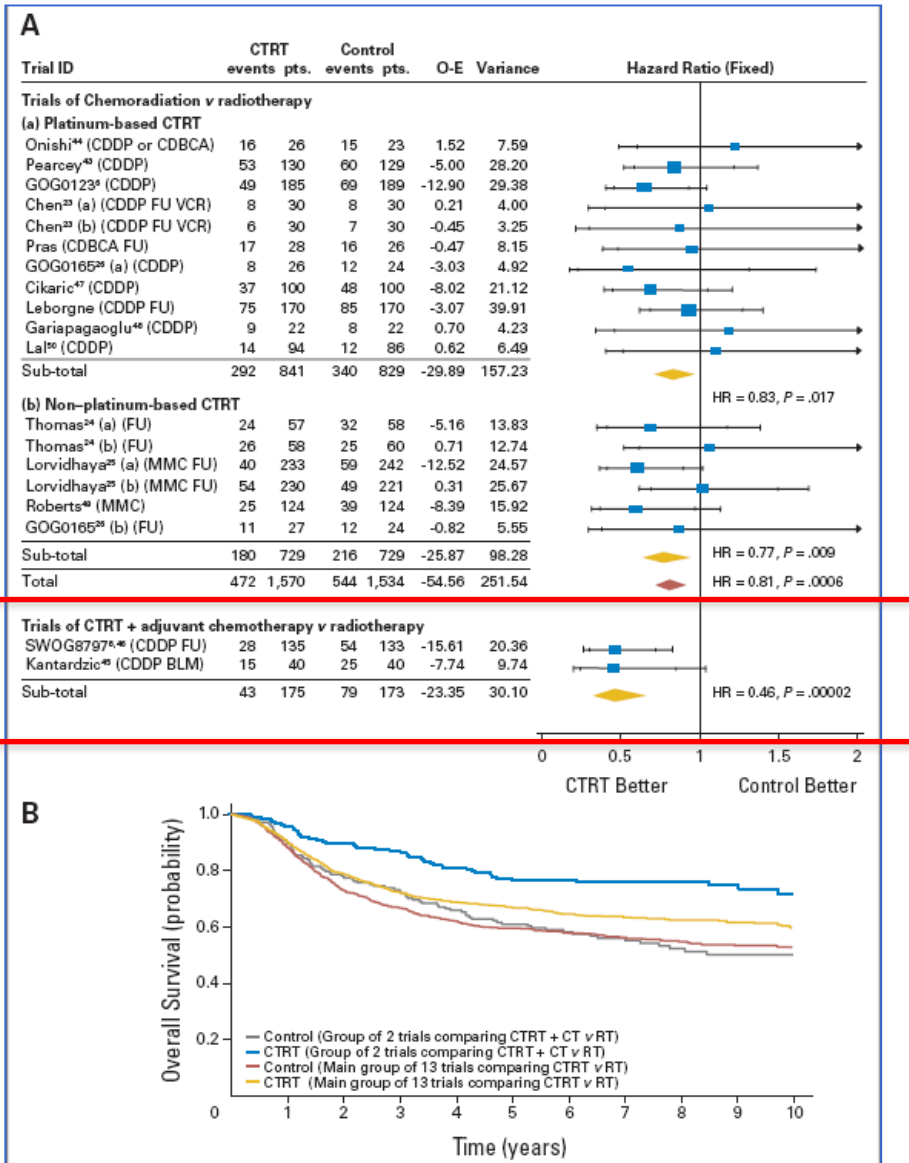 A
CTRT Control
Trial ID events pts. events pts. O-E Variance Hazard Ratio (Fixed)
Trials of Chemoradiation v radiotherapy
(a) Platinum-based CTRT
Onishi⁴⁴ (CDDP or CDBCA) 16 26 15 23 1.52 7.59
Pearcey⁴³ (CDDP) 53 130 60 129 -5.00 28.20
GOG0123⁶ (CDDP) 49 185 69 189 -12.90 29.38
Chen²³ (a) (CDDP FU VCR) 8 30 8 30 0.21 4.00
Chen²³ (b) (CDDP FU VCR) 6 30 7 30 -0.45 3.25
Pras (CDBCA FU) 17 28 16 26 -0.47 8.15
GOG0165²⁶ (a) (CDDP) 8 26 12 24 -3.03 4.92
Cikaric⁴⁷ (CDDP) 37 100 48 100 -8.02 21.12
Leborgne (CDDP FU) 75 170 85 170 -3.07 39.91
Gariapagaoglu⁴⁸ (CDDP) 9 22 8 22 0.70 4.23
Lal⁵⁰ (CDDP) 14 94 12 86 0.62 6.49
Sub-total 292 841 340 829 -29.89 157.23
HR = 0.83, P = .017
(b) Non–platinum-based CTRT
Thomas²⁴ (a) (FU) 24 57 32 58 -5.16 13.83
Thomas²⁴ (b) (FU) 26 58 25 60 0.71 12.74
Lorvidhaya²⁵ (a) (MMC FU) 40 233 59 242 -12.52 24.57
Lorvidhaya²⁵ (b) (MMC FU) 54 230 49 221 0.31 25.67
Roberts⁴⁹ (MMC) 25 124 39 124 -8.39 15.92
GOG0165²⁶ (b) (FU) 11 27 12 24 -0.82 5.55
Sub-total 180 729 216 729 -25.87 98.28 HR = 0.77, P = .009
Total 472 1,570 544 1,534 -54.56 251.54 HR = 0.81, P = .0006
Trials of CTRT + adjuvant chemotherapy v radiotherapy
SWOG8797 (CDDP FU) 28 135 54 133 -15.61 20.36
Kantardzic⁴⁵ (CDDP BLM) 15 40 25 40 -7.74 9.74
Sub-total 43 175 79 173 -23.35 30.10 HR = 0.46, P = .00002
0 0.5 1 1.5 2
CTRT Better Control Better
B
Overall Survival (probability)
1.0
0.8
0.6
0.4
0.2
Control (Group of 2 trials comparing CTRT + CT v RT)
CTRT (Group of 2 trials comparing CTRT + CT v RT)
Control (Main group of 13 trials comparing CTRT v RT)
CTRT (Main group of 13 trials comparing CTRT v RT)
0 1 2 3 4 5 6 7 8 9 10
Time (years)